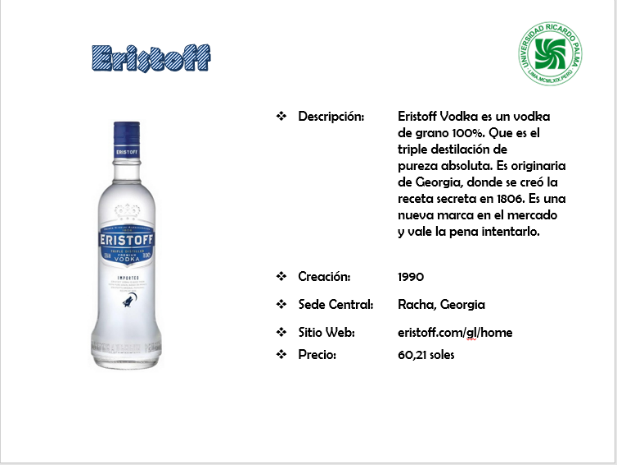 Eristoff
UNIVERSIDAD RICARDO PALMA
LIMA MCMLXIX PERÚ
❖ Descripción: Eristoff Vodka es un vodka
de grano 100%. Que es el
triple destilación de
pureza absoluta. Es originaria
de Georgia, donde se creó la
receta secreta en 1806. Es una
nueva marca en el mercado
y vale la pena intentarlo.
ERISTOFF
ERISTOFF
VODKA
IMPORTED
❖ Creación: 1990
❖ Sede Central: Racha, Georgia
❖ Sitio Web: eristoff.com/gl/home
❖ Precio: 60,21 soles